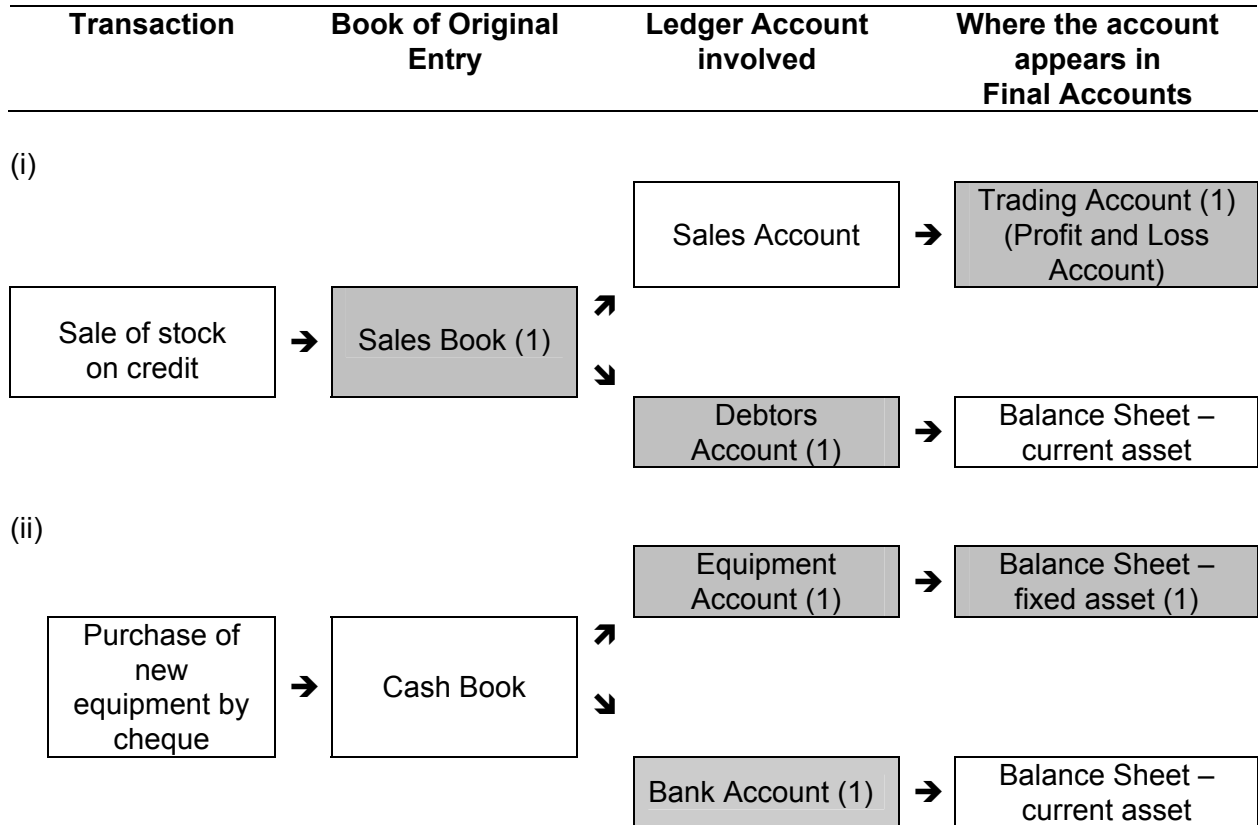 Transaction
Book of Original
Entry
Ledger Account
involved
Where the account
appears in
Final Accounts
(i)
Sale of stock
on credit
➔
Sales Book (1)
➔
➔
Sales Account
➔
Trading Account (1)
(Profit and Loss
Account)
Debtors
Account (1)
➔
Balance Sheet –
current asset
(ii)
Purchase of
new
equipment by
cheque
➔
Cash Book
➔
➔
Equipment
Account (1)
➔
Balance Sheet –
fixed asset (1)
Bank Account (1)
➔
Balance Sheet –
current asset